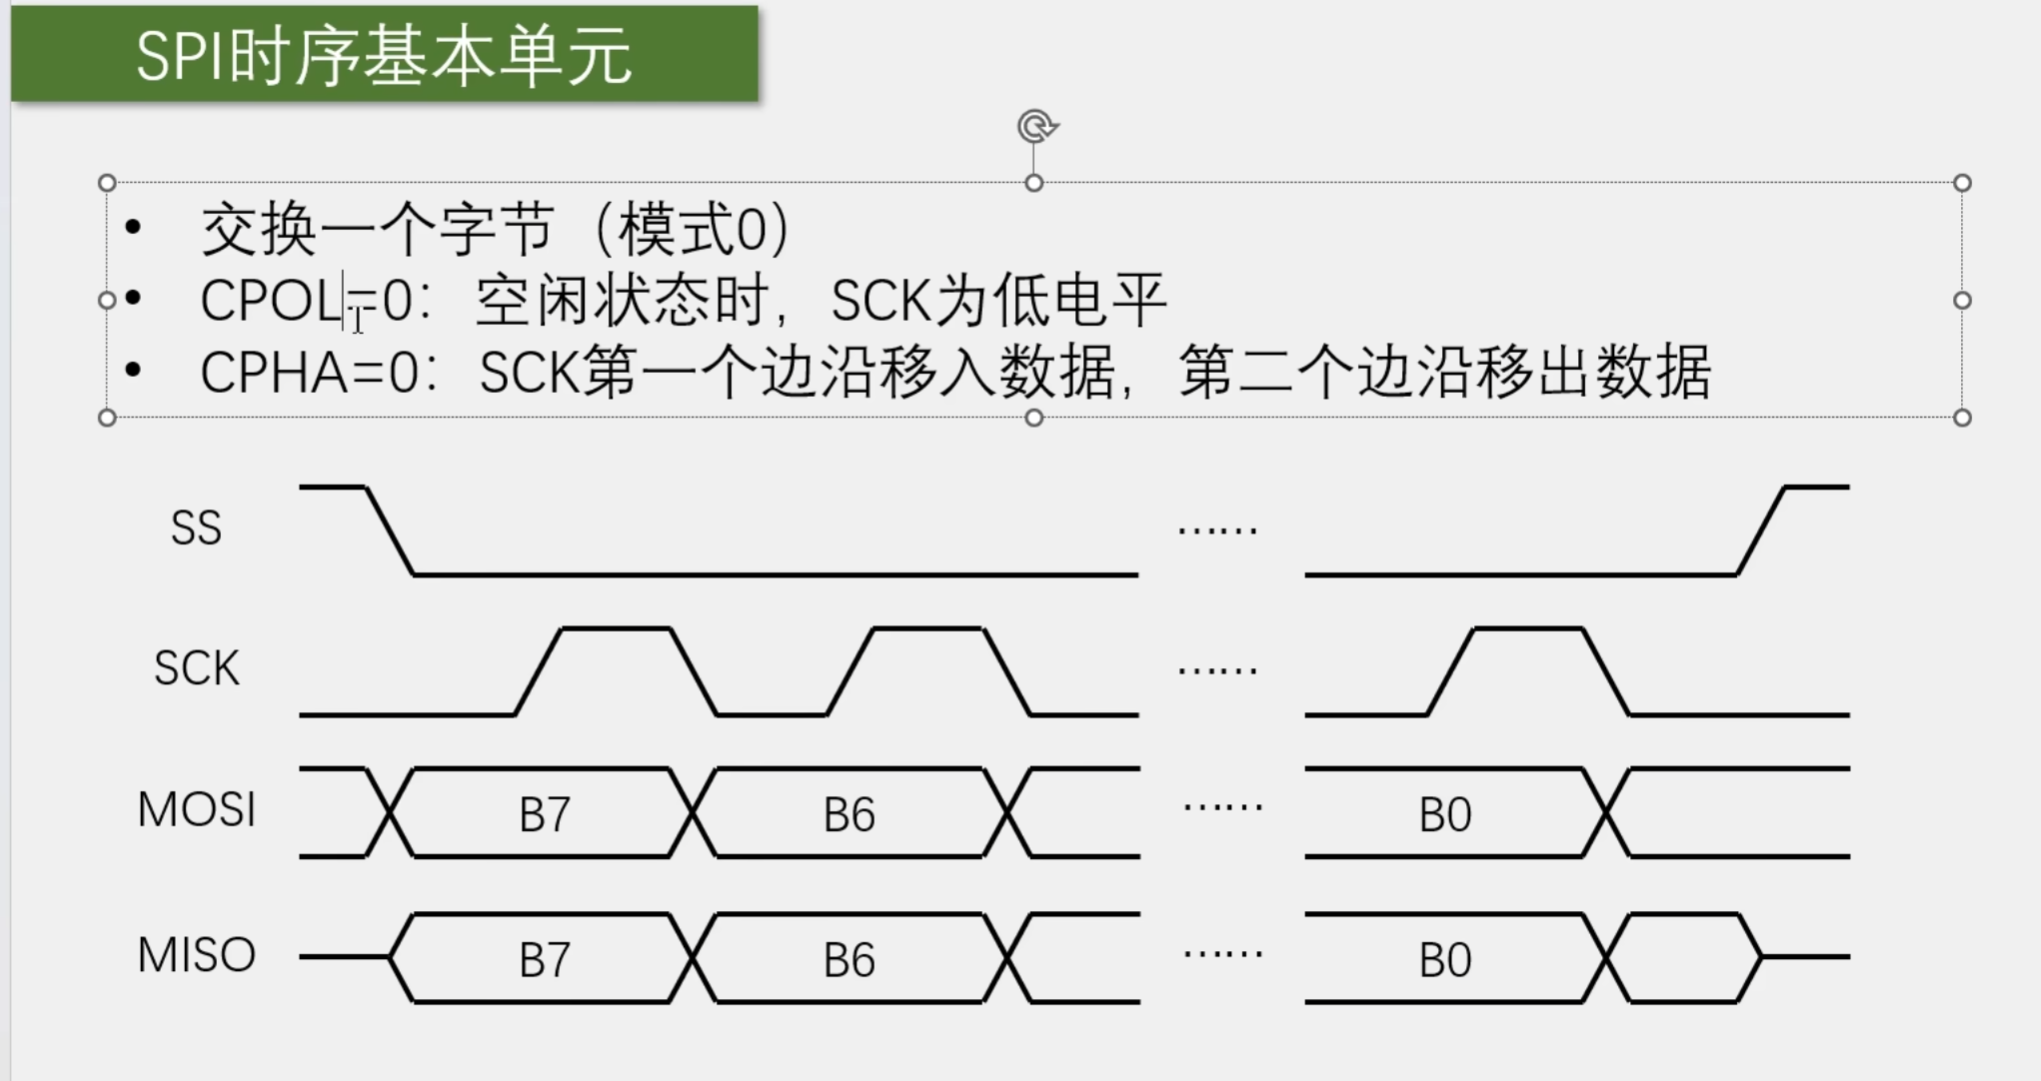 SPI时序基本单元
• 交换一个字节（模式0）
• CPOL=0：空闲状态时，SCK为低电平
• CPHA=0：SCK第一个边沿移入数据，第二个边沿移出数据
SS ……
SCK ……
MOSI B7 B6 …… B0
MISO B7 B6 …… B0